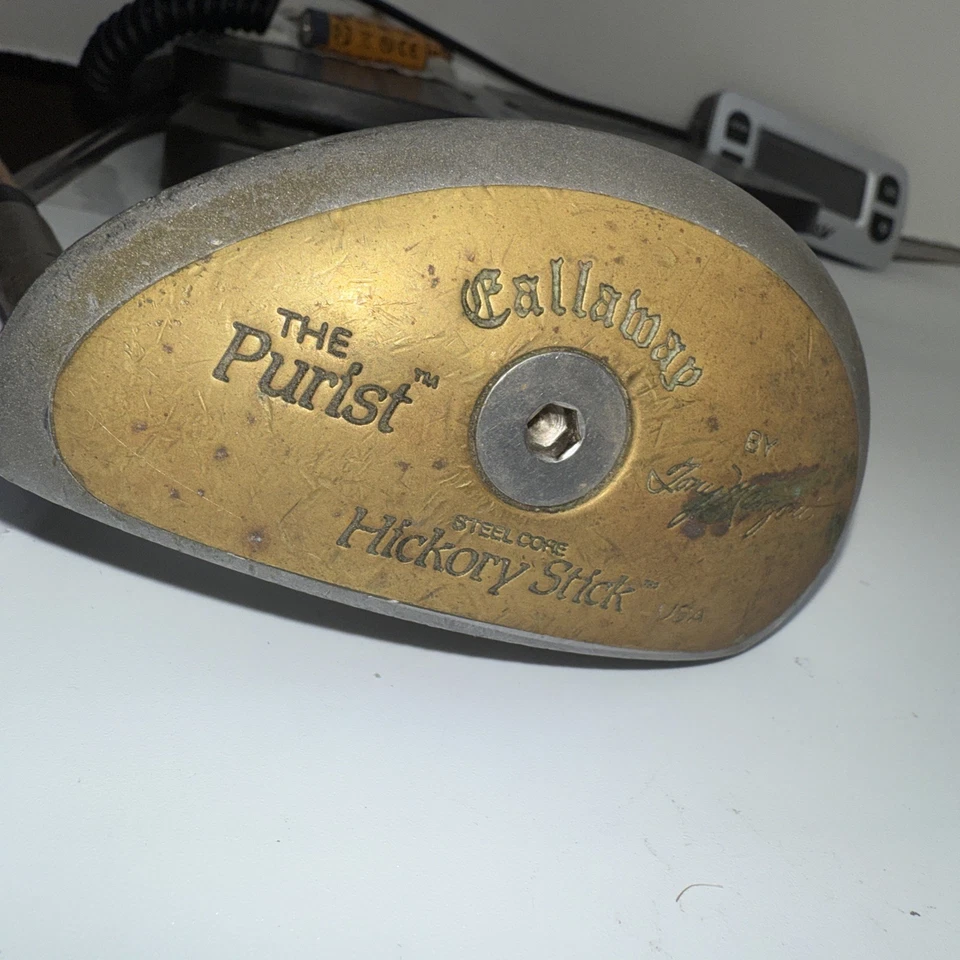 Callaway
THE
Purist™
BY
STEEL CORE
Hickory Stick™
USA